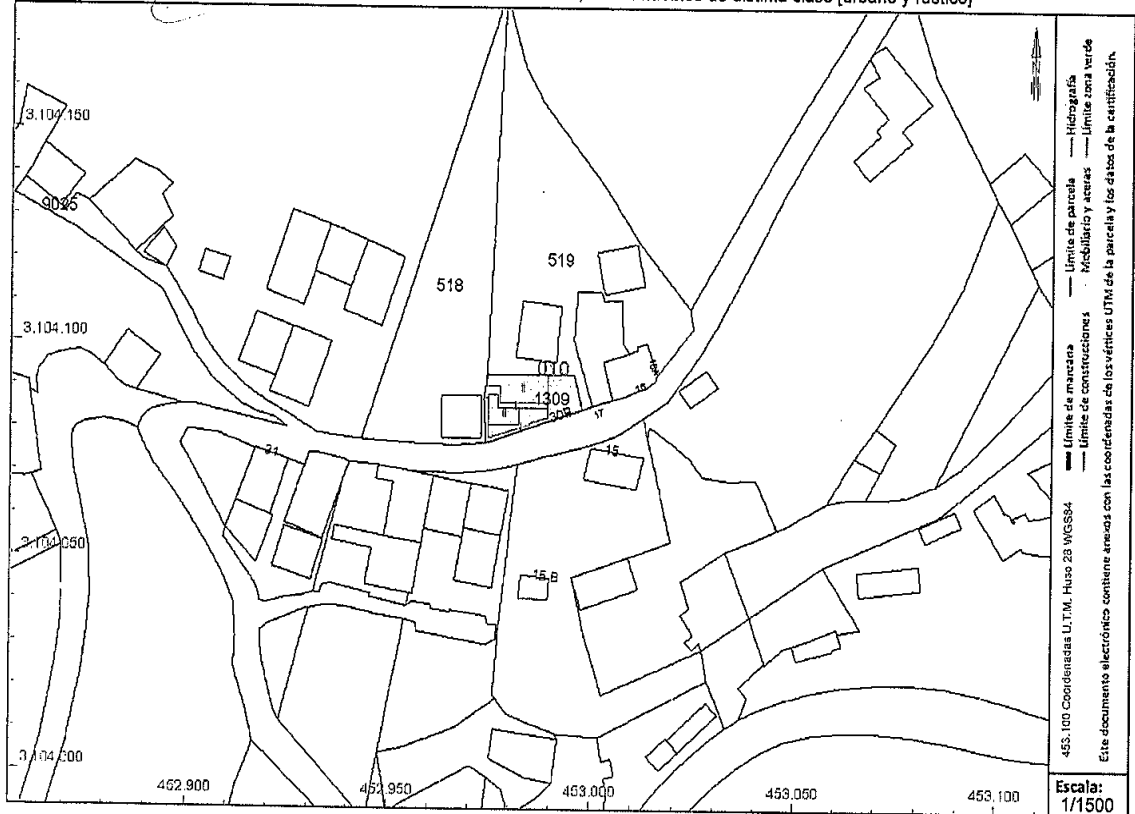 3.104.150
9025
518
519
3.104.100
1309
15
31
3.104.050
15.B
3.104.000
452.900
452.950
453.000
453.050
453.100
453.100 Coordenadas U.T.M. Huso 28 WGS84
Límite de manzana
Límite de parcela
Hidrografía
Límite de construcciones
Mobiliario y aceras
Límite zona verde
Este documento electrónico contiene anexos con las coordenadas de los vértices UTM de la parcela y los datos de la certificación.
Escala:
1/1500